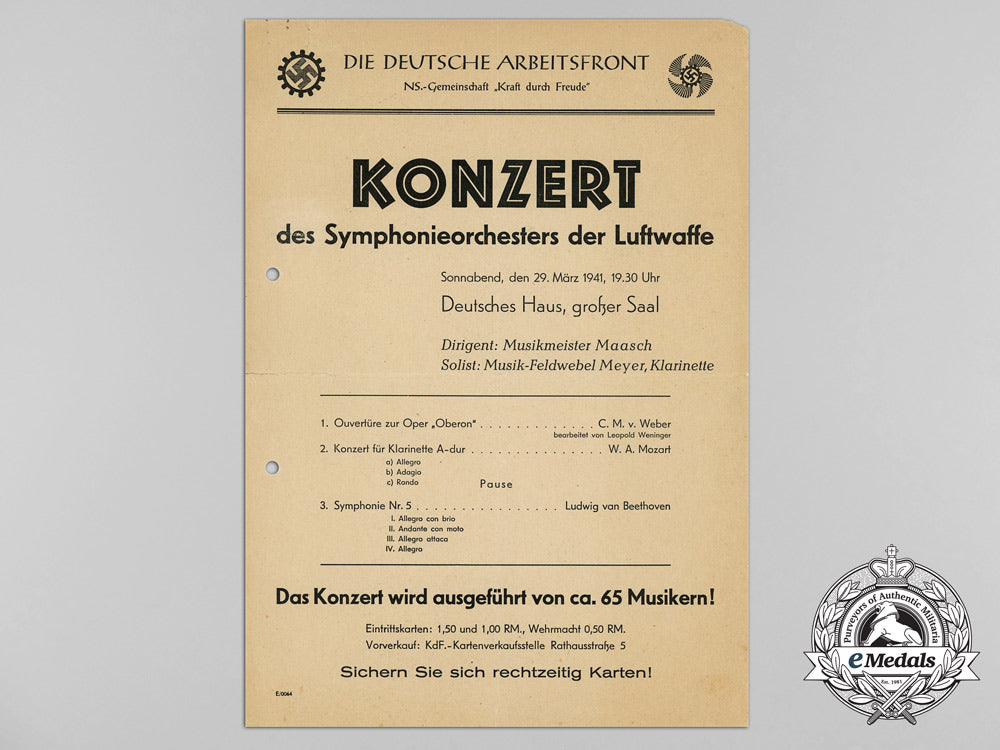 DIE DEUTSCHE ARBEITSFRONT
NS.-Gemeinschaft „Kraft durch Freude"
KONZERT
des Symphonieorchesters der Luftwaffe
Sonnabend, den 29. März 1941, 19.30 Uhr
Deutsches Haus, großer Saal
Dirigent: Musikmeister Maasch
Solist: Musik-Feldwebel Meyer, Klarinette
1. Ouvertüre zur Oper „Oberon" . . . . . . . . . . . . . C. M. v. Weber
bearbeitet von Leopold Weninger
2. Konzert für Klarinette A-dur . . . . . . . . . . . . . . . . W. A. Mozart
a) Allegro
b) Adagio
c) Rondo
Pause
3. Symphonie Nr. 5 . . . . . . . . . . . . . . . . . Ludwig van Beethoven
I. Allegro con brio
II. Andante con moto
III. Allegro attaca
IV. Allegro
Das Konzert wird ausgeführt von ca. 65 Musikern!
Eintrittskarten: 1,50 und 1,00 RM., Wehrmacht 0,50 RM.
Vorverkauf: KdF.-Kartenverkaufsstelle Rathausstraße 5
Sichern Sie sich rechtzeitig Karten!
E/0064
Purveyors of Authentic Militaria
eMedals
Est. 1981